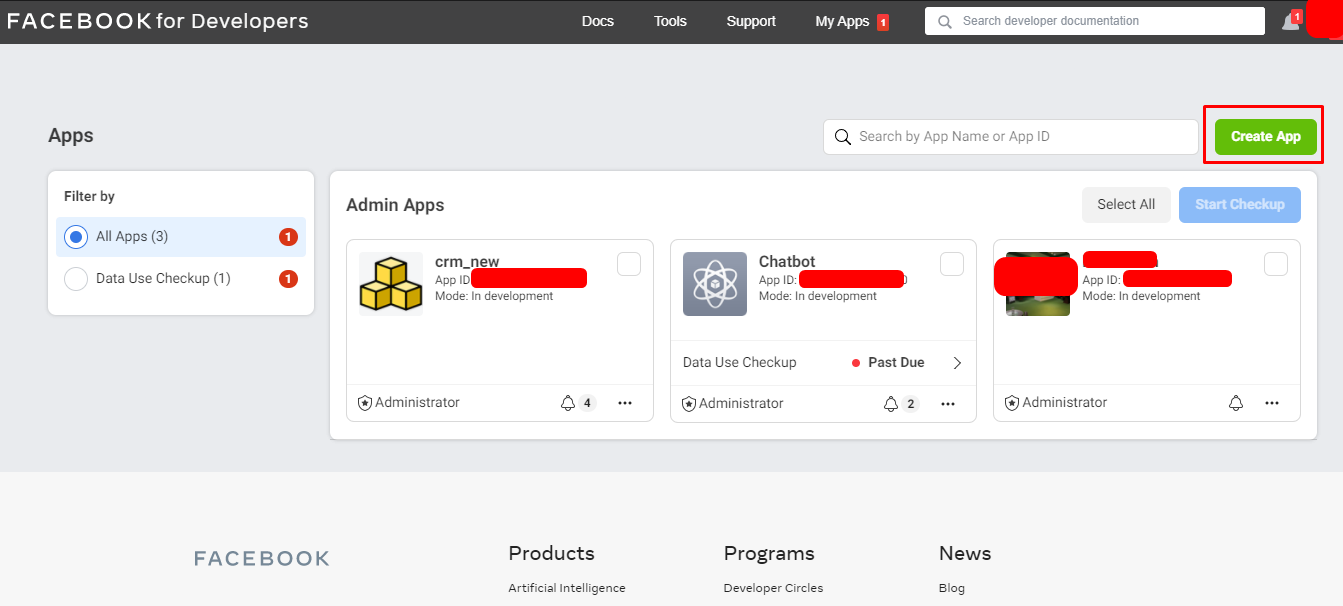 FACEBOOK for Developers
Docs
Tools
Support
My Apps 1
Search developer documentation
1
Apps
Search by App Name or App ID
Create App
Filter by
All Apps (3) 1
Data Use Checkup (1) 1
Admin Apps
Select All
Start Checkup
crm_new
App ID
Mode: In development
Administrator
4
Chatbot
App ID:
Mode: In development
Data Use Checkup
Past Due
Administrator
2
App ID:
Mode: In development
Administrator
FACEBOOK
Products
Artificial Intelligence
Programs
Developer Circles
News
Blog